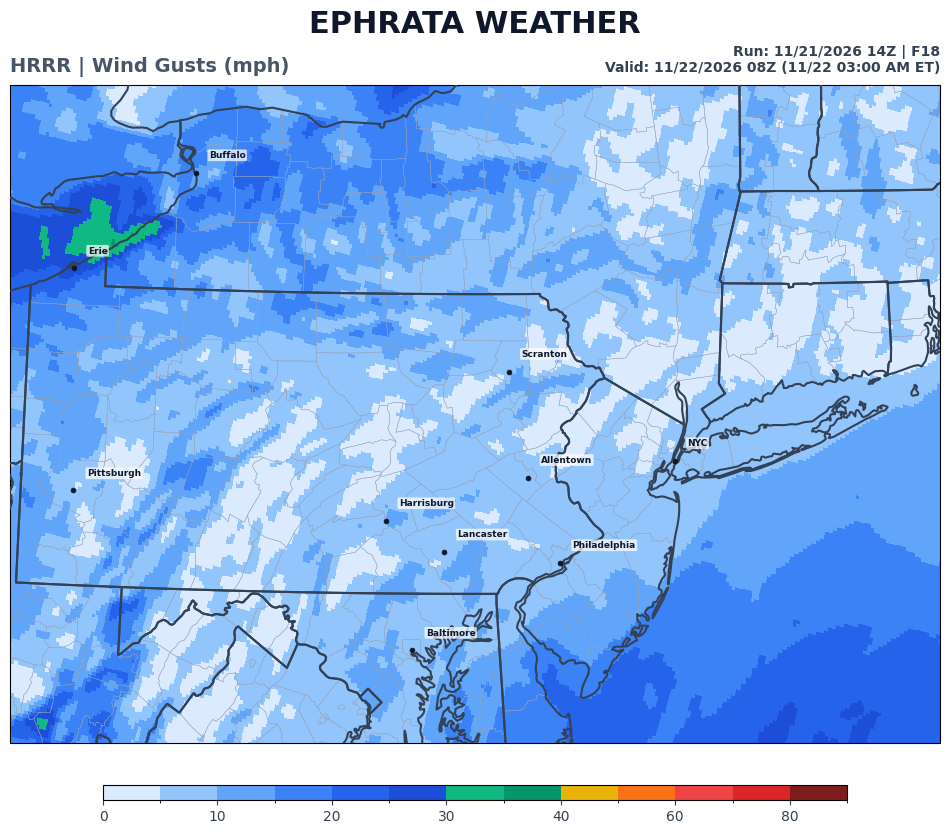 EPHRATA WEATHER
HRRR | Wind Gusts (mph)
Run: 11/21/2026 14Z | F18
Valid: 11/22/2026 08Z (11/22 03:00 AM ET)
Buffalo
Erie
Scranton
NYC
Allentown
Pittsburgh
Harrisburg
Lancaster
Philadelphia
Baltimore
0 10 20 30 40 50 60 70 80